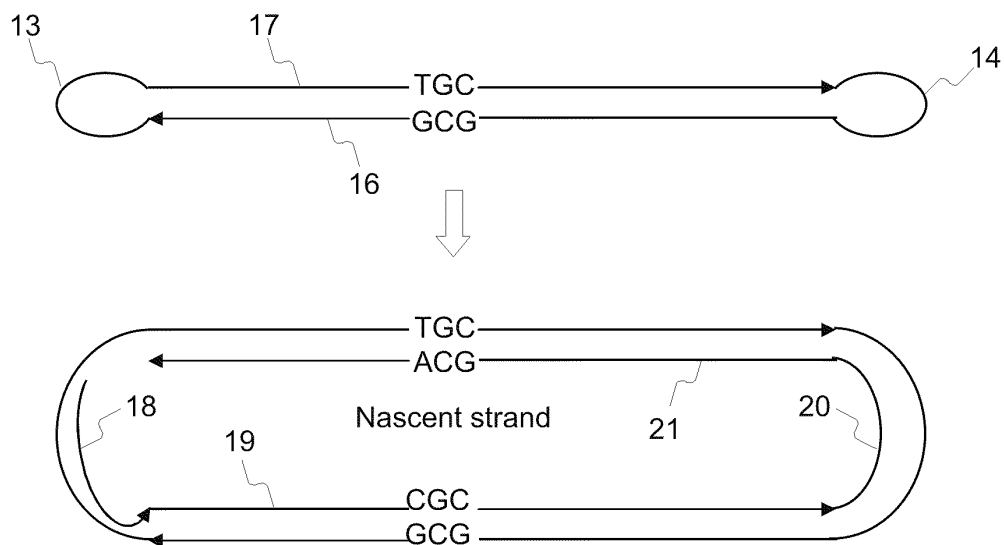 13
17
14
TGC
GCG
16
TGC
ACG
18
Nascent strand
21
20
19
CGC
GCG